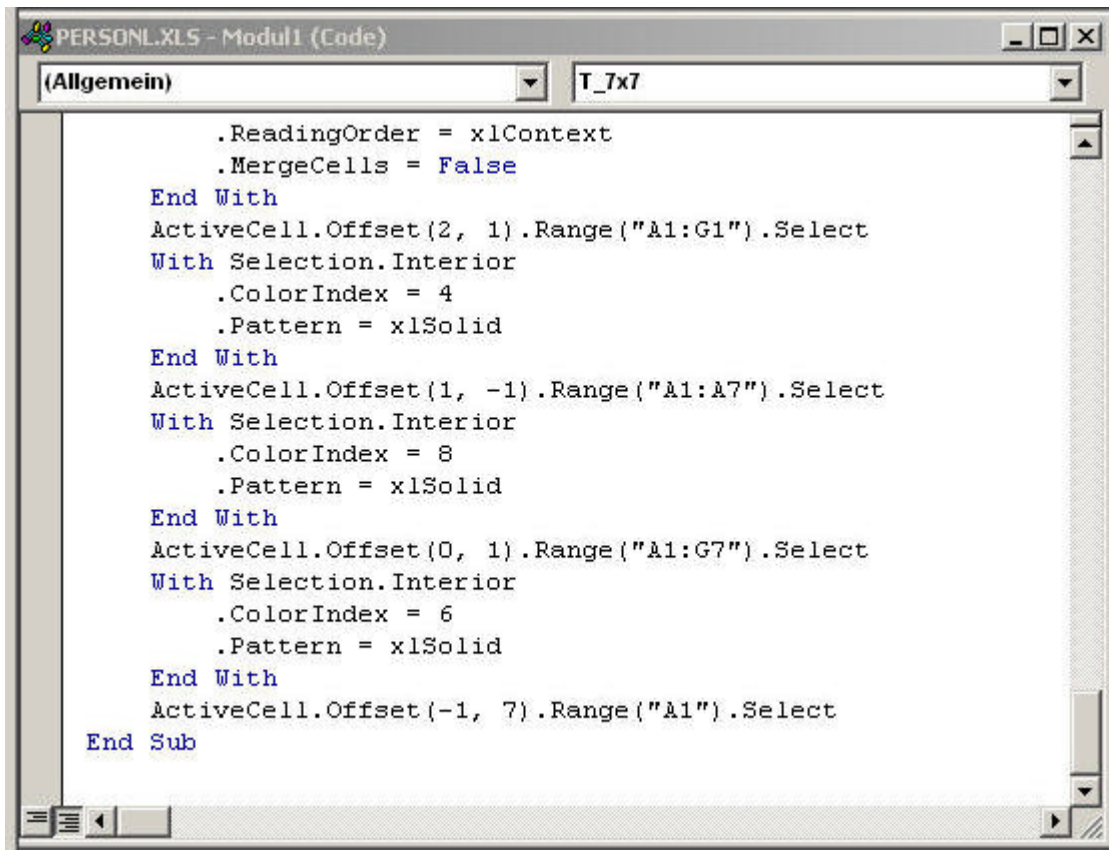 PERSONL.XLS - Modul1 (Code)
(Allgemein) T_7x7
.ReadingOrder = xlContext
.MergeCells = False
End With
ActiveCell.Offset(2, 1).Range("A1:G1").Select
With Selection.Interior
.ColorIndex = 4
.Pattern = xlSolid
End With
ActiveCell.Offset(1, -1).Range("A1:A7").Select
With Selection.Interior
.ColorIndex = 8
.Pattern = xlSolid
End With
ActiveCell.Offset(0, 1).Range("A1:G7").Select
With Selection.Interior
.ColorIndex = 6
.Pattern = xlSolid
End With
ActiveCell.Offset(-1, 7).Range("A1").Select
End Sub